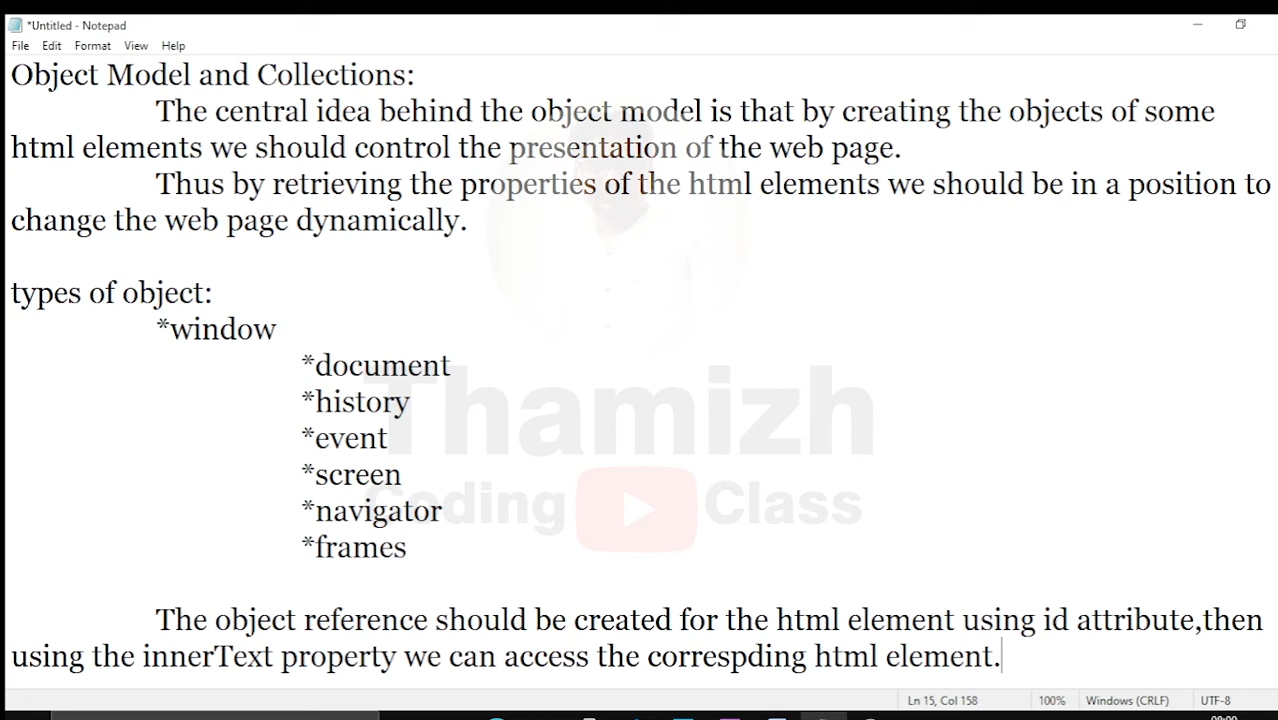 *Untitled - Notepad
File Edit Format View Help
Object Model and Collections:
The central idea behind the object model is that by creating the objects of some
html elements we should control the presentation of the web page.
Thus by retrieving the properties of the html elements we should be in a position to
change the web page dynamically.
types of object:
*window
*document
*history
*event
*screen
*navigator
*frames
Thamizh
Coding Class
The object reference should be created for the html element using id attribute,then
using the innerText property we can access the correspding html element.
Ln 15, Col 158 100% Windows (CRLF) UTF-8